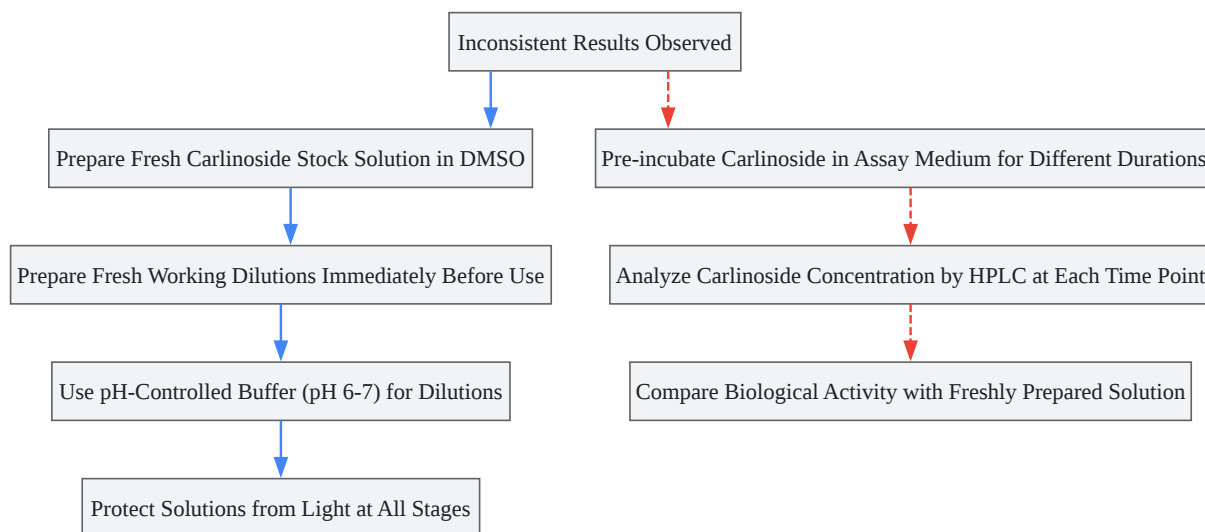 Inconsistent Results Observed
Prepare Fresh Carlinoside Stock Solution in DMSO
Pre-incubate Carlinoside in Assay Medium for Different Durations
Prepare Fresh Working Dilutions Immediately Before Use
Analyze Carlinoside Concentration by HPLC at Each Time Point
Use pH-Controlled Buffer (pH 6-7) for Dilutions
Compare Biological Activity with Freshly Prepared Solution
Protect Solutions from Light at All Stages